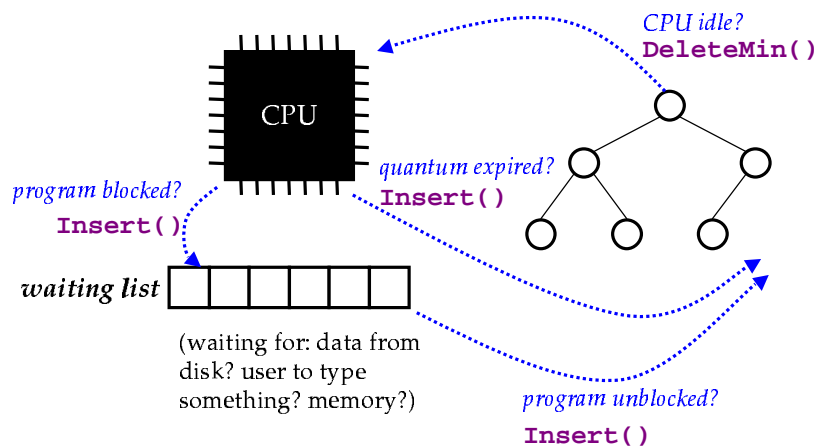 CPU idle?
DeleteMin()
CPU
quantum expired?
Insert()
program blocked?
Insert()
waiting list
(waiting for: data from
disk? user to type
something? memory?)
program unblocked?
Insert()